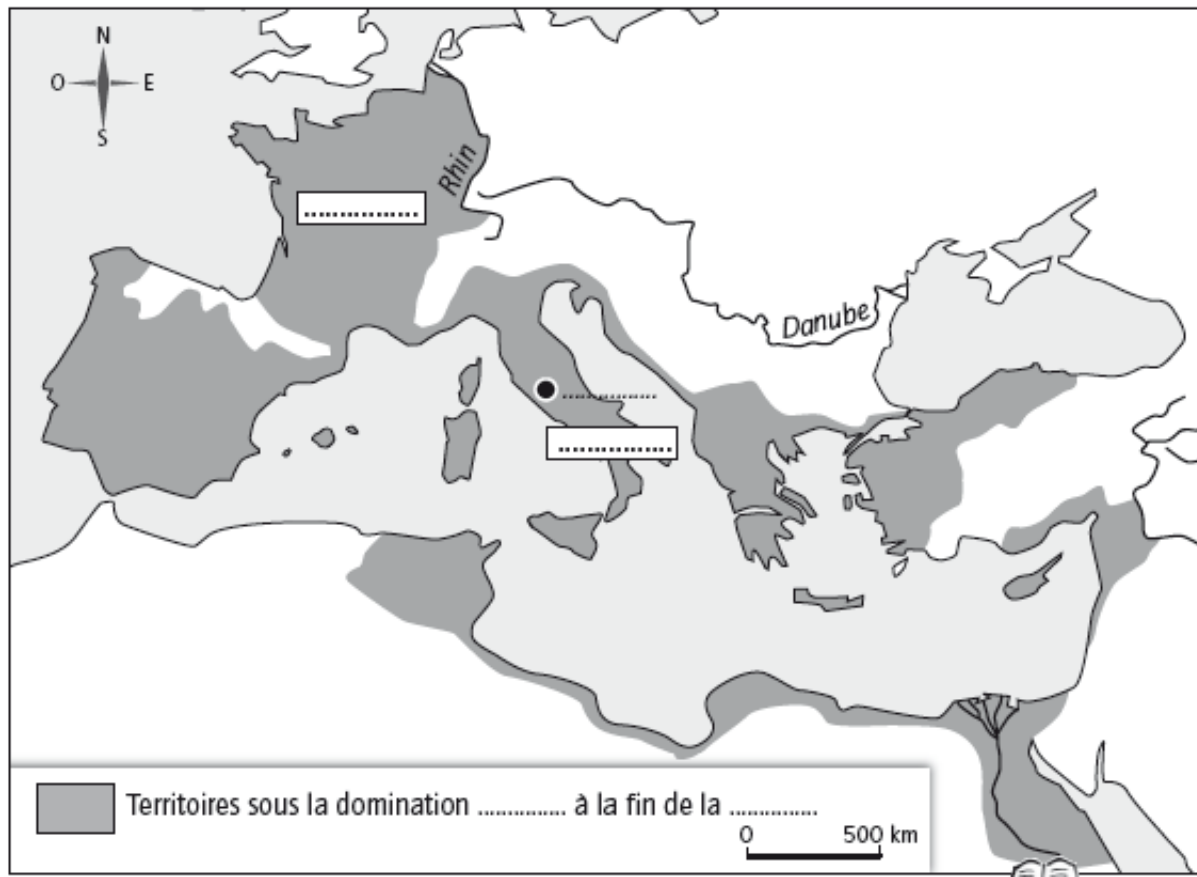 N
O E
S
Rhin
...............
Danube
...............
...............
Territoires sous la domination ............... à la fin de la ...............
0 500 km